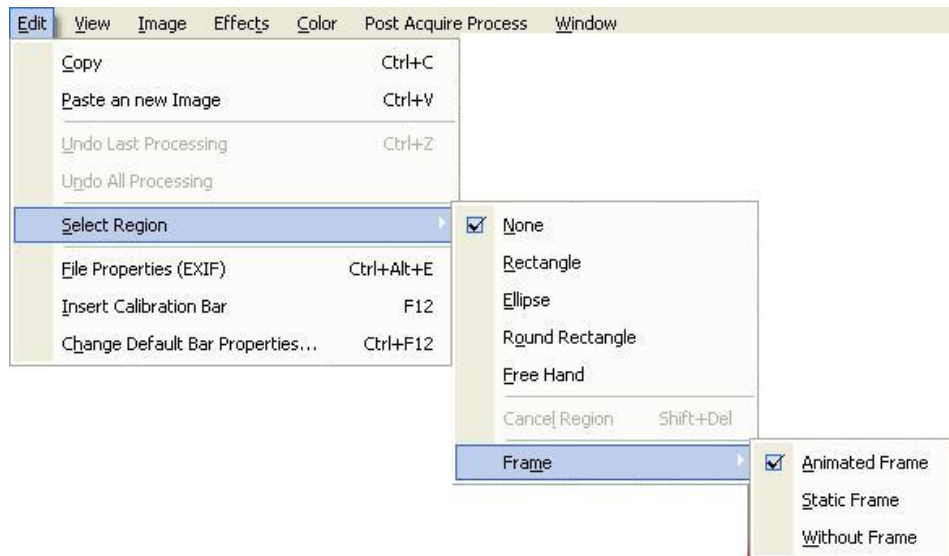 Edit View Image Effects Color Post Acquire Process Window
Copy Ctrl+C
Paste an new Image Ctrl+V
Undo Last Processing Ctrl+Z
Undo All Processing
Select Region
File Properties (EXIF) Ctrl+Alt+E
Insert Calibration Bar F12
Change Default Bar Properties... Ctrl+F12
None
Rectangle
Ellipse
Round Rectangle
Free Hand
Cancel Region Shift+Del
Frame
Animated Frame
Static Frame
Without Frame